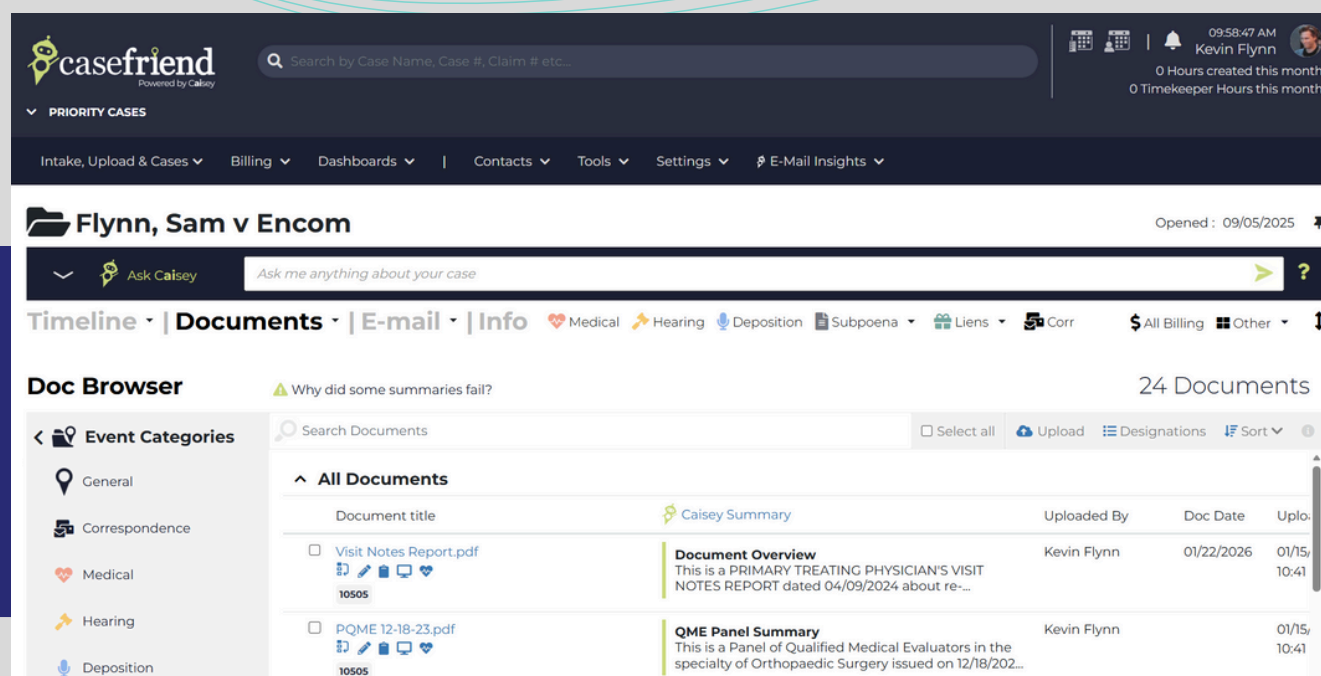 casefriend
Powered by Caisey
Search by Case Name, Case #, Claim # etc...
09:58:47 AM
Kevin Flynn
0 Hours created this month
0 Timekeeper Hours this month
PRIORITY CASES
Intake, Upload & Cases Billing Dashboards | Contacts Tools Settings E-Mail Insights
Flynn, Sam v Encom
Opened : 09/05/2025
Ask Caisey Ask me anything about your case ?
Timeline | Documents | E-mail | Info Medical Hearing Deposition Subpoena Liens Corr $ All Billing Other
Doc Browser Why did some summaries fail? 24 Documents
Event Categories Search Documents Select all Upload Designations Sort
General
Correspondence
Medical
Hearing
Deposition
All Documents
Document title Caisey Summary Uploaded By Doc Date
Visit Notes Report.pdf
10505
Document Overview
This is a PRIMARY TREATING PHYSICIAN'S VISIT
NOTES REPORT dated 04/09/2024 about re-...
Kevin Flynn 01/22/2026 01/15/
10:41
PQME 12-18-23.pdf
10505
QME Panel Summary
This is a Panel of Qualified Medical Evaluators in the
specialty of Orthopaedic Surgery issued on 12/18/202...
Kevin Flynn 01/15/
10:41